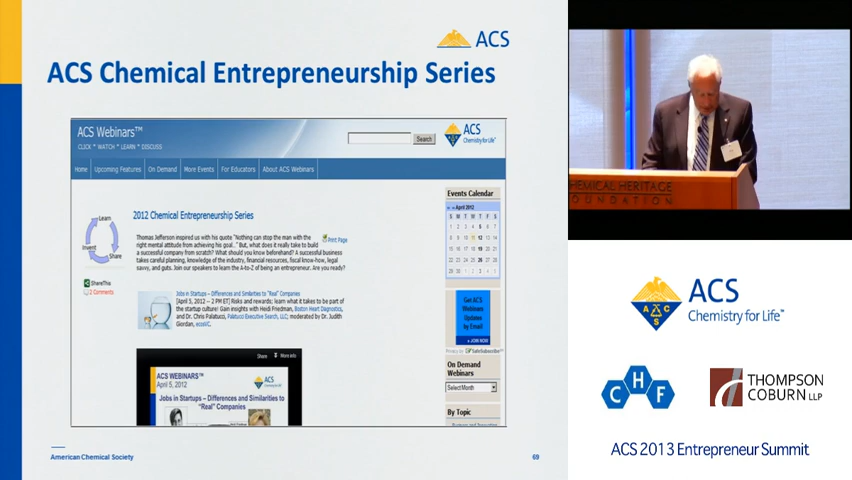 ACS
ACS Chemical Entrepreneurship Series
ACS Webinars™
CLICK * WATCH * LEARN * DISCUSS
Search
ACS
Chemistry for Life
Home
Upcoming Features
On Demand
More Events
For Educators
About ACS Webinars
Learn
Share
Invent
ShareThis
2 Comments
2012 Chemical Entrepreneurship Series
Print Page
Thomas Jefferson inspired us with his quote "Nothing can stop the man with the
right mental attitude from achieving his goal..." But, what does it really take to build
a successful company from scratch? What should you know beforehand? A successful business
takes careful planning, knowledge of the industry, financial resources, fiscal know-how, legal
savvy, and guts. Join our speakers to learn the A-to-Z of being an entrepreneur. Are you ready?
Jobs in Startups – Differences and Similarities to "Real" Companies
[April 5, 2012 -- 2 PM ET] Risks and rewards: learn what it takes to be part of
the startup culture! Gain insights with Heidi Friedman, Boston Heart Diagnostics,
and Dr. Chris Palatucci, Palatucci Executive Search, LLC; moderated by Dr. Judith
Giordan,
Share
More info
ACS WEBINARS™
April 5, 2012
ACS
Jobs in Startups – Differences and Similarities to
"Real" Companies
Events Calendar
April 2012
S M T W T F S
1 2 3 4 5 6 7
8 9 10 11 12 13 14
15 16 17 18 19 20 21
22 23 24 25 26 27 28
29 30
Get ACS
Webinars
Updates
by Email
JOIN NOW
Privacy by SafeSubscribe
On Demand
Webinars
Select Month
By Topic
American Chemical Society
69
CHEMICAL HERITAGE
FOUNDATION
ACS
ACS
Chemistry for Life™
CHF
THOMPSON
COBURN LLP
ACS 2013 Entrepreneur Summit